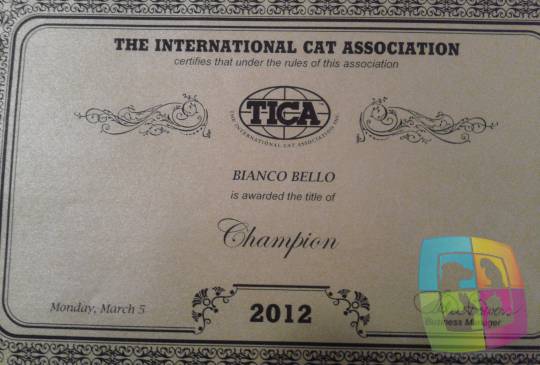 THE INTERNATIONAL CAT ASSOCIATION
certifies that under the rules of this association
TICA
THE INTERNATIONAL CAT ASSOCIATION INC.
BIANCO BELLO
is awarded the title of
Champion
Monday, March 5
2012
Business Manager